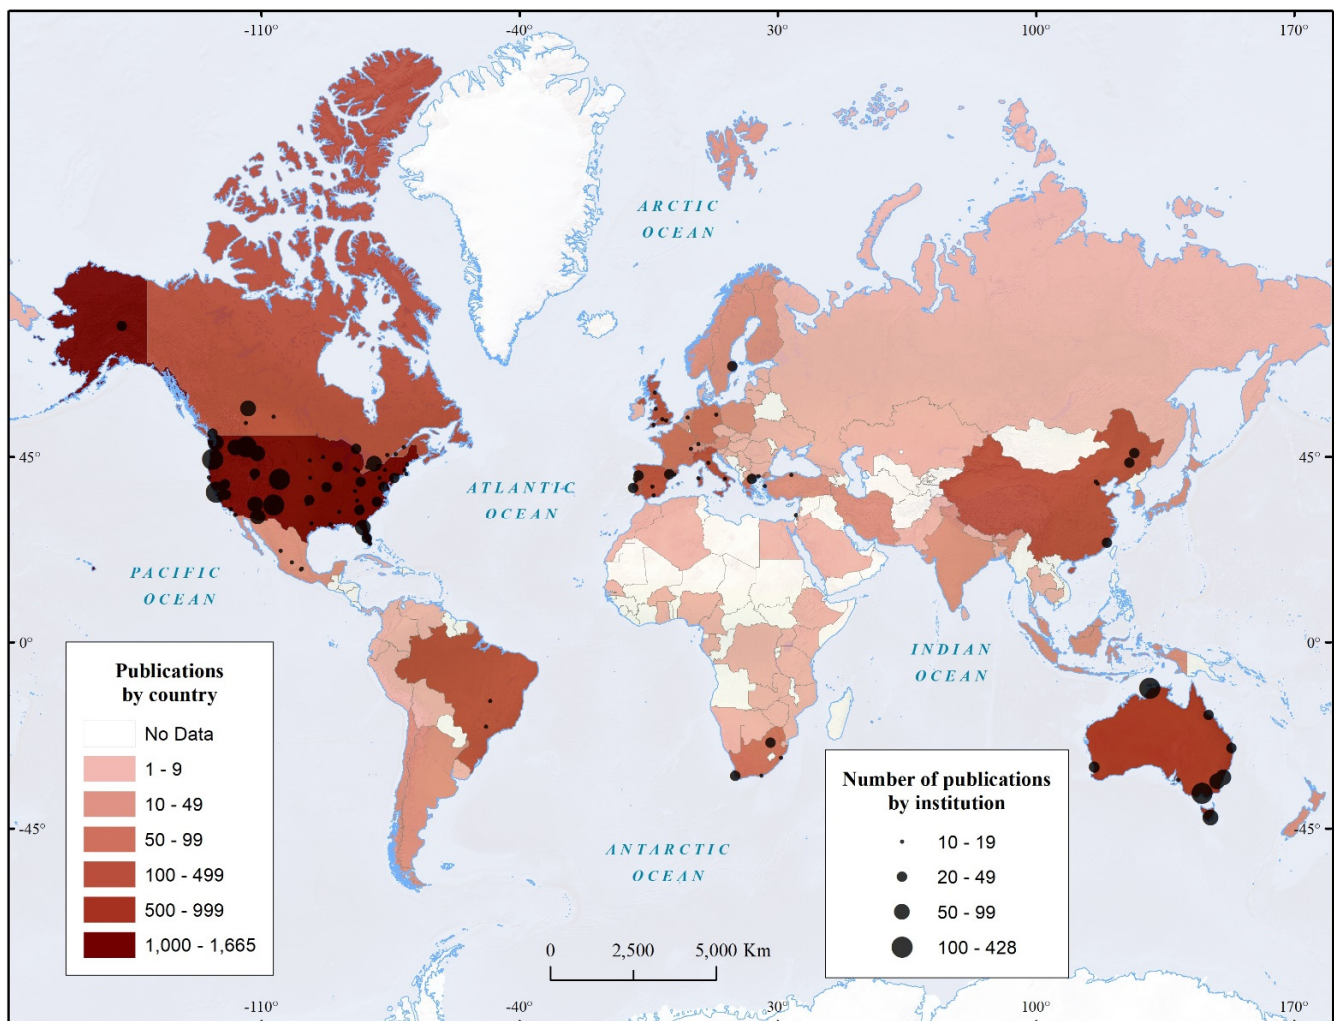 -110° -40° 30° 100° 170°
ARCTIC
OCEAN
45° 45°
ATLANTIC
OCEAN
PACIFIC
OCEAN
0° 0°
INDIAN
OCEAN
Publications
by country
No Data
1 - 9
10 - 49
50 - 99
100 - 499
500 - 999
1,000 - 1,665
Number of publications
by institution
10 - 19
20 - 49
50 - 99
100 - 428
-45° -45°
ANTARCTIC
OCEAN
0 2,500 5,000 Km
-110° -40° 30° 100° 170°